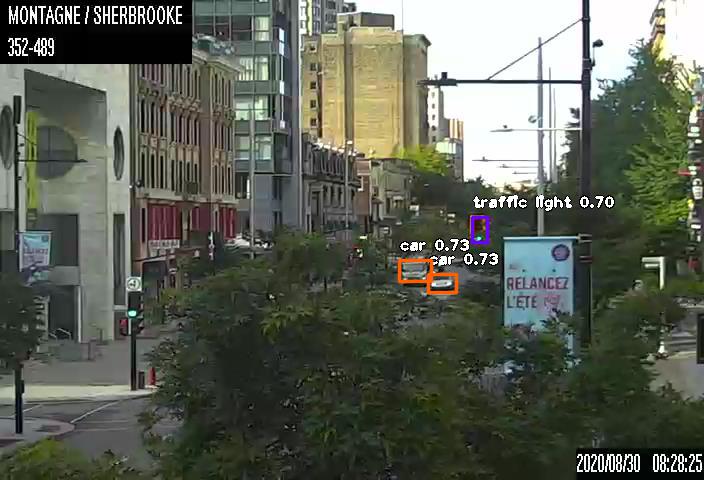 MONTAGNE / SHERBROOKE
352-489
traffic light 0.70
car 0.73
car 0.73
RELANCEZ
L'ÉTÉ
2020/08/30 08:28:25